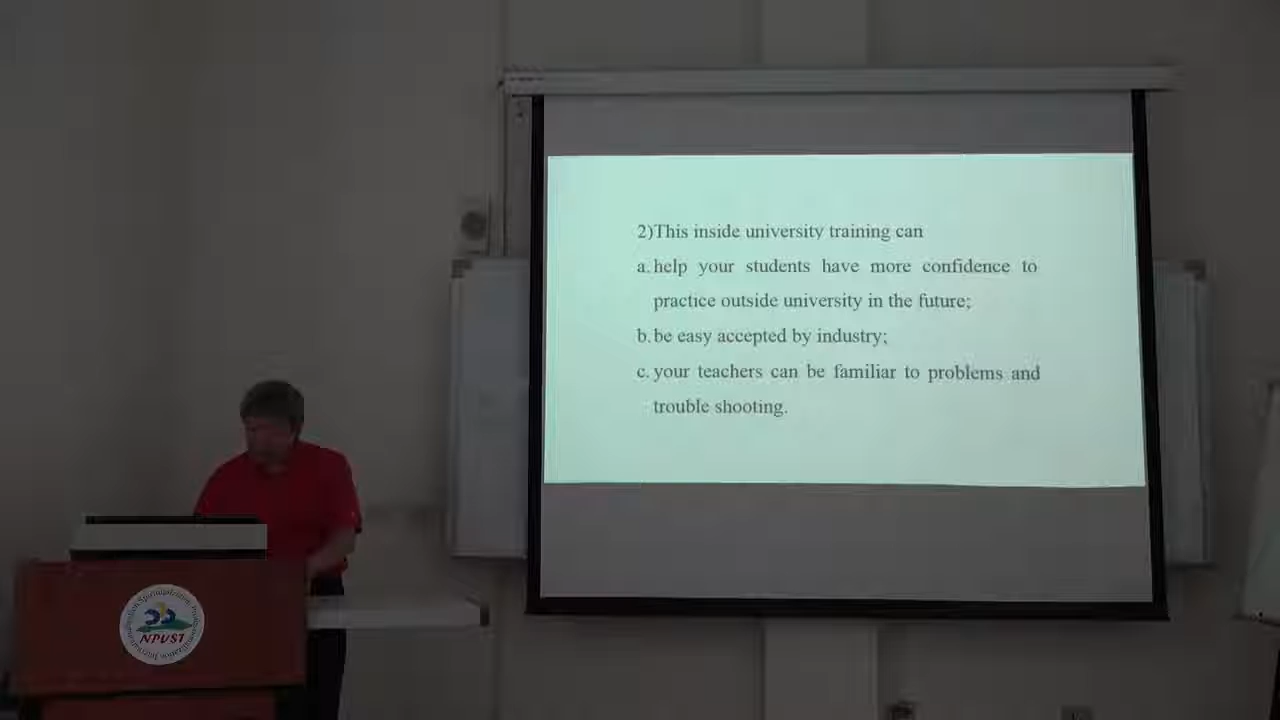 2)This inside university training can
a. help your students have more confidence to
practice outside university in the future;
b. be easy accepted by industry;
c. your teachers can be familiar to problems and
trouble shooting.
NPUST